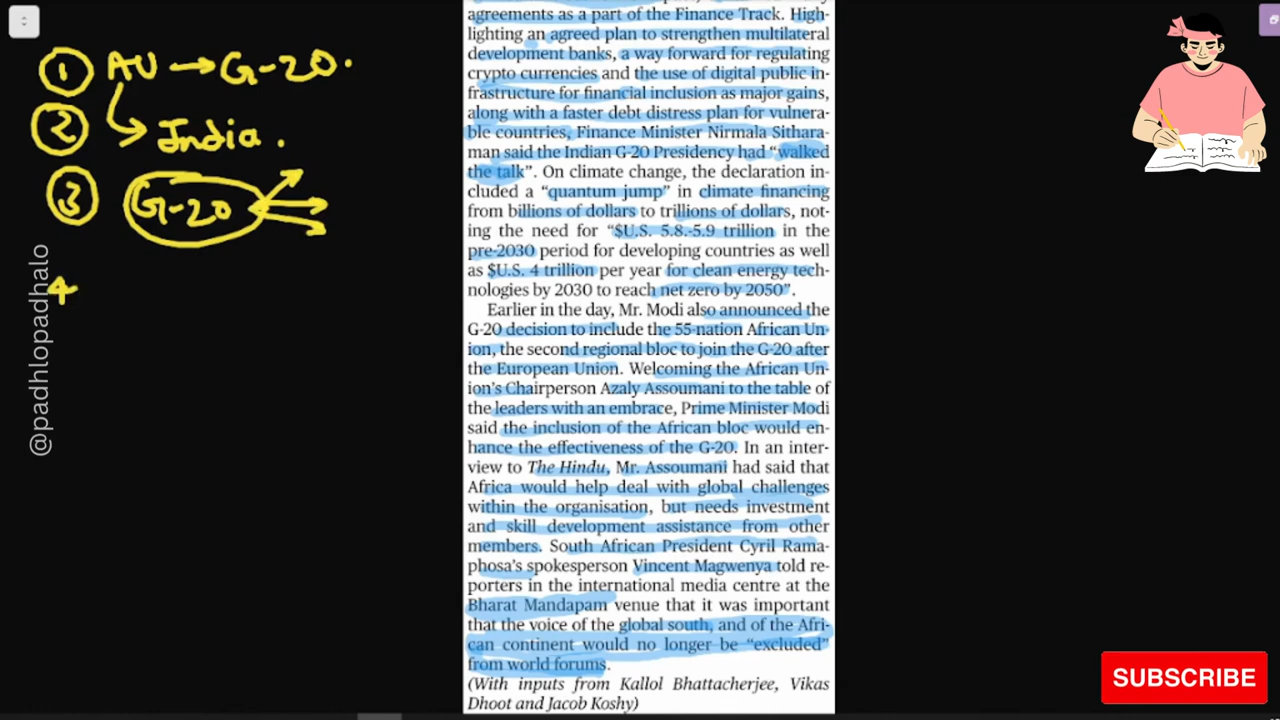 ① AU → G-20.
② ↳ India.
③ G-20
4
@padhlopadhalo
agreements as a part of the Finance Track. High-
lighting an agreed plan to strengthen multilateral
development banks, a way forward for regulating
crypto currencies and the use of digital public in-
frastructure for financial inclusion as major gains,
along with a faster debt distress plan for vulnera-
ble countries, Finance Minister Nirmala Sithara-
man said the Indian G-20 Presidency had “walked
the talk”. On climate change, the declaration in-
cluded a “quantum jump” in climate financing
from billions of dollars to trillions of dollars, not-
ing the need for “$U.S. 5.8.-5.9 trillion in the
pre-2030 period for developing countries as well
as $U.S. 4 trillion per year for clean energy tech-
nologies by 2030 to reach net zero by 2050”.
Earlier in the day, Mr. Modi also announced the
G-20 decision to include the 55-nation African Un-
ion, the second regional bloc to join the G-20 after
the European Union. Welcoming the African Un-
ion’s Chairperson Azaly Assoumani to the table of
the leaders with an embrace, Prime Minister Modi
said the inclusion of the African bloc would en-
hance the effectiveness of the G-20. In an inter-
view to The Hindu, Mr. Assoumani had said that
Africa would help deal with global challenges
within the organisation, but needs investment
and skill development assistance from other
members. South African President Cyril Rama-
phosa’s spokesperson Vincent Magwenya told re-
porters in the international media centre at the
Bharat Mandapam venue that it was important
that the voice of the global south, and of the Afri-
can continent would no longer be “excluded”
from world forums.
(With inputs from Kallol Bhattacherjee, Vikas
Dhoot and Jacob Koshy)
SUBSCRIBE